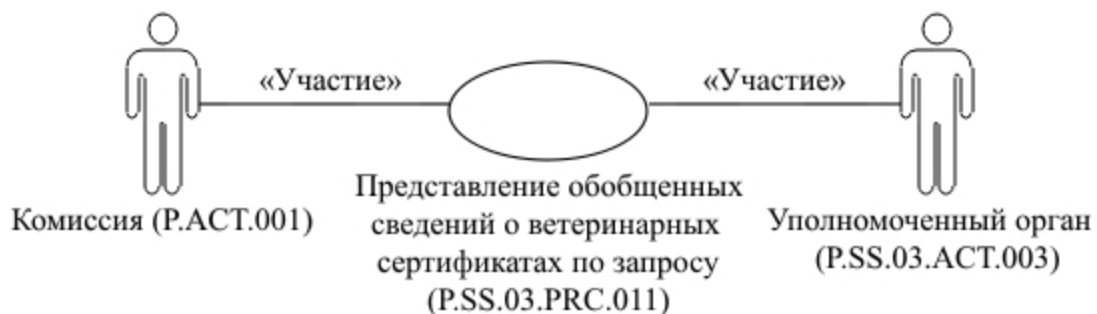 «Участие»
«Участие»
Комиссия (P.ACT.001)
Представление обобщенных
сведений о ветеринарных
сертификатах по запросу
(P.SS.03.PRC.011)
Уполномоченный орган
(P.SS.03.ACT.003)